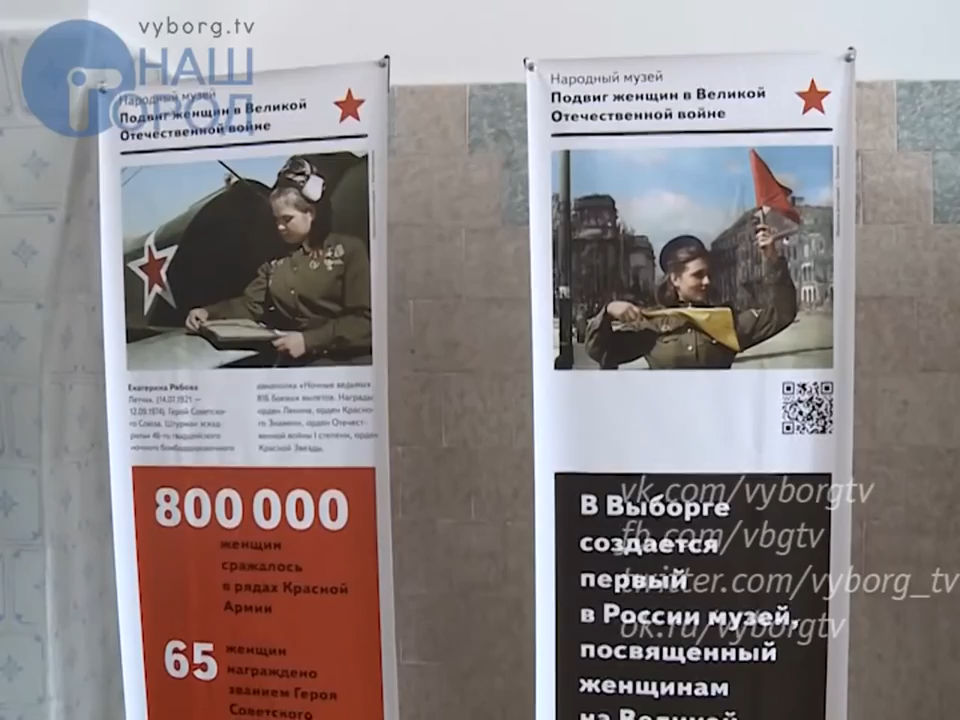 vyborg.tv
НАШ
ГОРОД
Народный музей
Подвиг женщин в Великой
Отечественной войне
Екатерина Рябова
Летчик. (14.07.1921 —
12.09.1974). Герой Советско-
го Союза. Штурман эскад-
рильи 46-го гвардейского
ночного бомбардировочного
авиаполка «Ночные ведьмы».
816 боевых вылетов. Награды:
орден Ленина, орден Красно-
го Знамени, орден Отечест-
венной войны I степени, орден
Красной Звезды.
800 000
женщин
сражалось
в рядах Красной
Армии
65
женщин
награждено
званием Героя
Советского
Народный музей
Подвиг женщин в Великой
Отечественной войне
В Выборге
создается
первый
в России музей,
посвященный
женщинам
на Великой
vk.com/vyborgtv
fb.com/vbgtv
twitter.com/vyborg_tv
ok.ru/vyborgtv